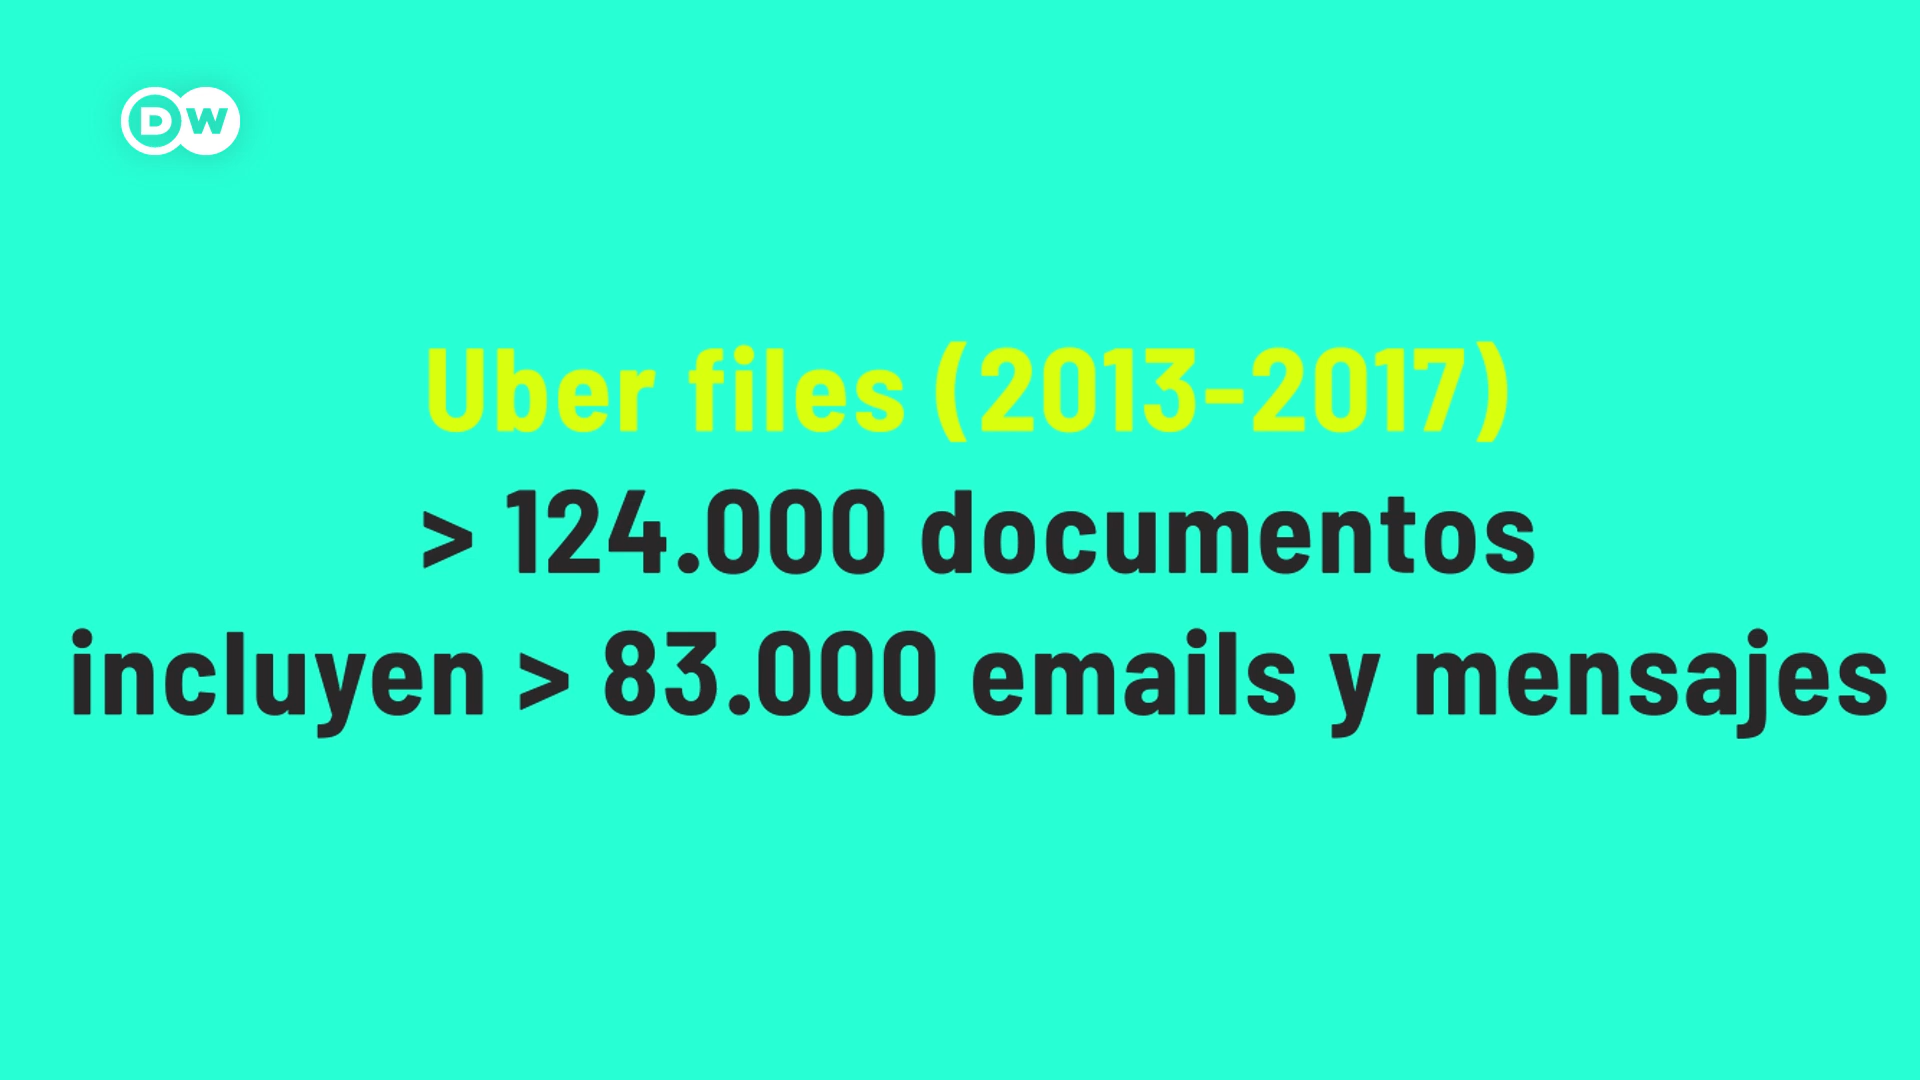 DW
Uber files (2013-2017)
> 124.000 documentos
incluyen > 83.000 emails y mensajes